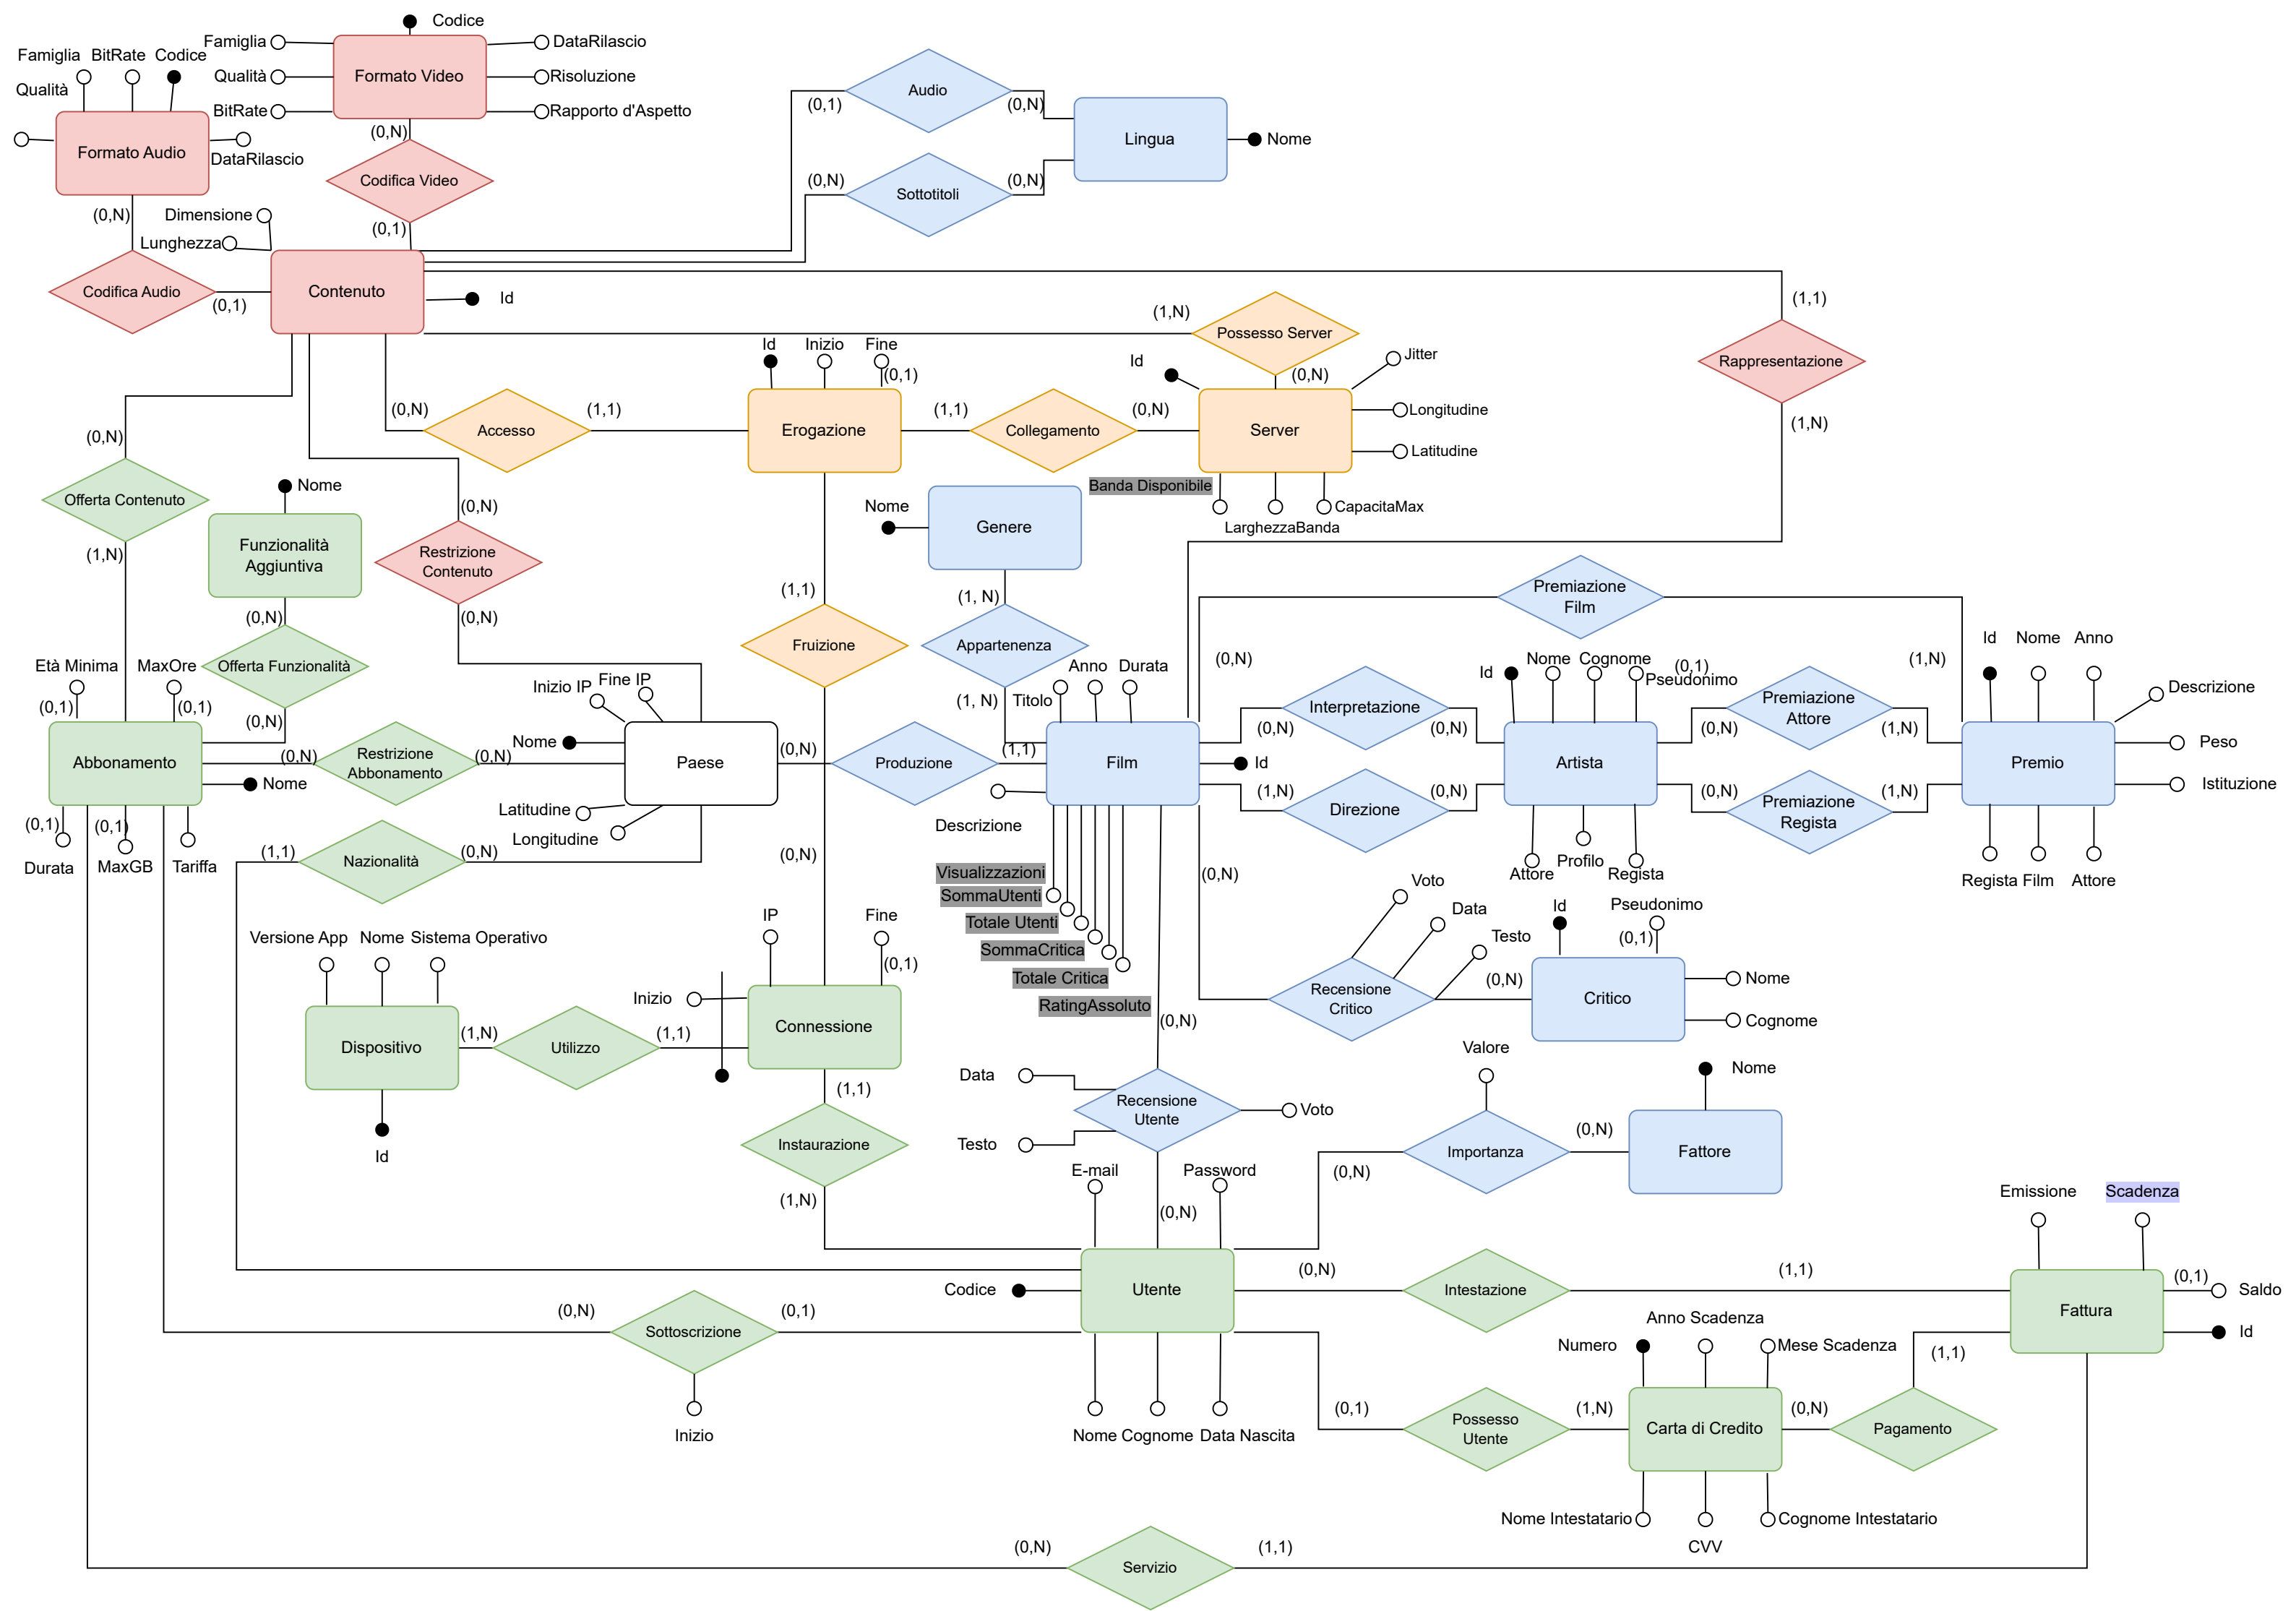 Codice
Famiglia
DataRilascio
Famiglia
BitRate
Codice
Formato Video
Qualità
Risoluzione
Qualità
BitRate
Rapporto d'Aspetto
Audio
(0,1)
(0,N)
Lingua
Nome
(0,N)
Formato Audio
DataRilascio
Codifica Video
Sottotitoli
(0,N)
(0,N)
(0,N)
Dimensione
(0,1)
Lunghezza
Codifica Audio
(0,1)
Contenuto
Id
(1,1)
(1,N)
Possesso Server
Rappresentazione
Id
Inizio
Fine
(0,1)
Id
(0,N)
Jitter
(0,N)
Accesso
(1,1)
Erogazione
(1,1)
Collegamento
(0,N)
Server
Longitudine
Latitudine
(1,N)
(0,N)
Offerta Contenuto
Nome
Banda Disponibile
LarghezzaBanda
CapacitaMax
(0,N)
Nome
Genere
(1,N)
Funzionalità
Aggiuntiva
Restrizione
Contenuto
(0,N)
(0,N)
(1,1)
(1, N)
Premiazione
Film
Offerta Funzionalità
Fruizione
Appartenenza
Età Minima
MaxOre
(0,1)
(0,1)
(0,N)
Inizio IP
Fine IP
Anno
Durata
Titolo
(1, N)
(0,N)
Id
Nome
Cognome
(0,1)
Pseudonimo
(1,N)
Id
Nome
Anno
Descrizione
Abbonamento
(0,N)
Restrizione
Abbonamento
(0,N)
Nome
Paese
(0,N)
Produzione
(1,1)
Film
Id
Interpretazione
(0,N)
(0,N)
Artista
Premiazione
Attore
(0,N)
(1,N)
Premio
Peso
Istituzione
Nome
Latitudine
Longitudine
Descrizione
(1,N)
Direzione
(0,N)
(0,N)
Premiazione
Regista
(1,N)
(0,1)
Durata
(0,1)
MaxGB
Tariffa
(1,1)
Nazionalità
(0,N)
(0,N)
Attore
Profilo
Regista
Regista
Film
Attore
Visualizzazioni
SommaUtenti
Totale Utenti
SommaCritica
Totale Critica
RatingAssoluto
(0,N)
Voto
Data
Testo
Id
Pseudonimo
(0,1)
Versione App
Nome
Sistema Operativo
IP
Fine
(0,1)
Inizio
Recensione
Critico
(0,N)
Critico
Nome
Cognome
Dispositivo
(1,N)
Utilizzo
(1,1)
Connessione
(0,N)
Id
(1,1)
Data
Recensione
Utente
Voto
Testo
Valore
Nome
Instaurazione
(1,N)
Importanza
(0,N)
(0,N)
Fattore
E-mail
Password
(0,N)
Emissione
Scadenza
Codice
Utente
(0,N)
Intestazione
(1,1)
Fattura
(0,1)
Saldo
Id
(0,N)
Sottoscrizione
(0,1)
Inizio
Nome
Cognome
Data Nascita
Numero
Anno Scadenza
Mese Scadenza
(1,1)
(0,1)
Possesso
Utente
(1,N)
Carta di Credito
(0,N)
Pagamento
Nome Intestatario
CVV
Cognome Intestatario
(0,N)
Servizio
(1,1)